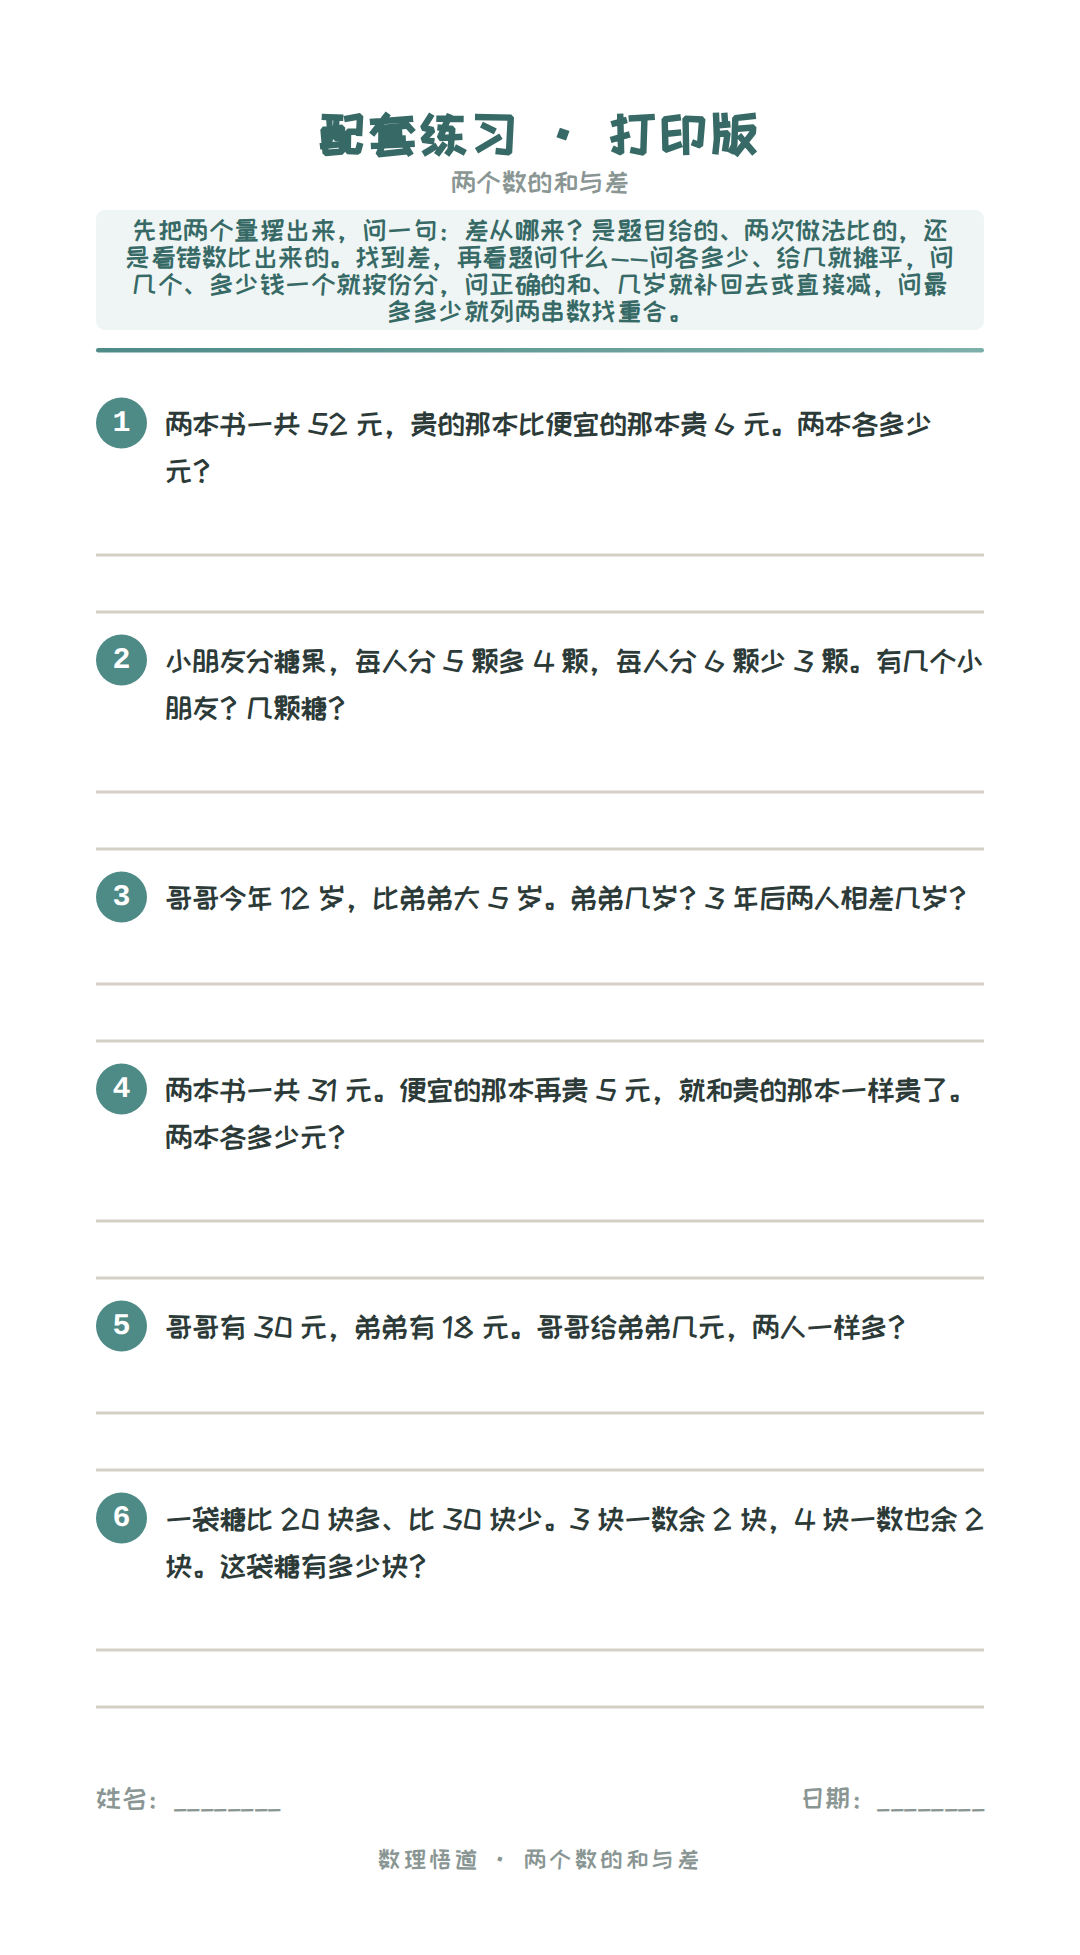 配套练习 · 打印版
两个数的和与差
先把两个量摆出来，问一句：差从哪来？是题目给的、两次做法比的，还
是看错数比出来的。找到差，再看题问什么——问各多少、给几就摊平，问
几个、多少钱一个就按份分，问正确的和、几岁就补回去或直接减，问最
多多少就列两串数找重合。
1 两本书一共 52 元，贵的那本比便宜的那本贵 6 元。两本各多少
元？
2 小朋友分糖果，每人分 5 颗多 4 颗，每人分 6 颗少 3 颗。有几个小
朋友？几颗糖？
3 哥哥今年 12 岁，比弟弟大 5 岁。弟弟几岁？3 年后两人相差几岁？
4 两本书一共 31 元。便宜的那本再贵 5 元，就和贵的那本一样贵了。
两本各多少元？
5 哥哥有 30 元，弟弟有 18 元。哥哥给弟弟几元，两人一样多？
6 一袋糖比 20 块多、比 30 块少。3 块一数余 2 块，4 块一数也余 2
块。这袋糖有多少块？
姓名：________ 日期：________
数理悟道 · 两个数的和与差